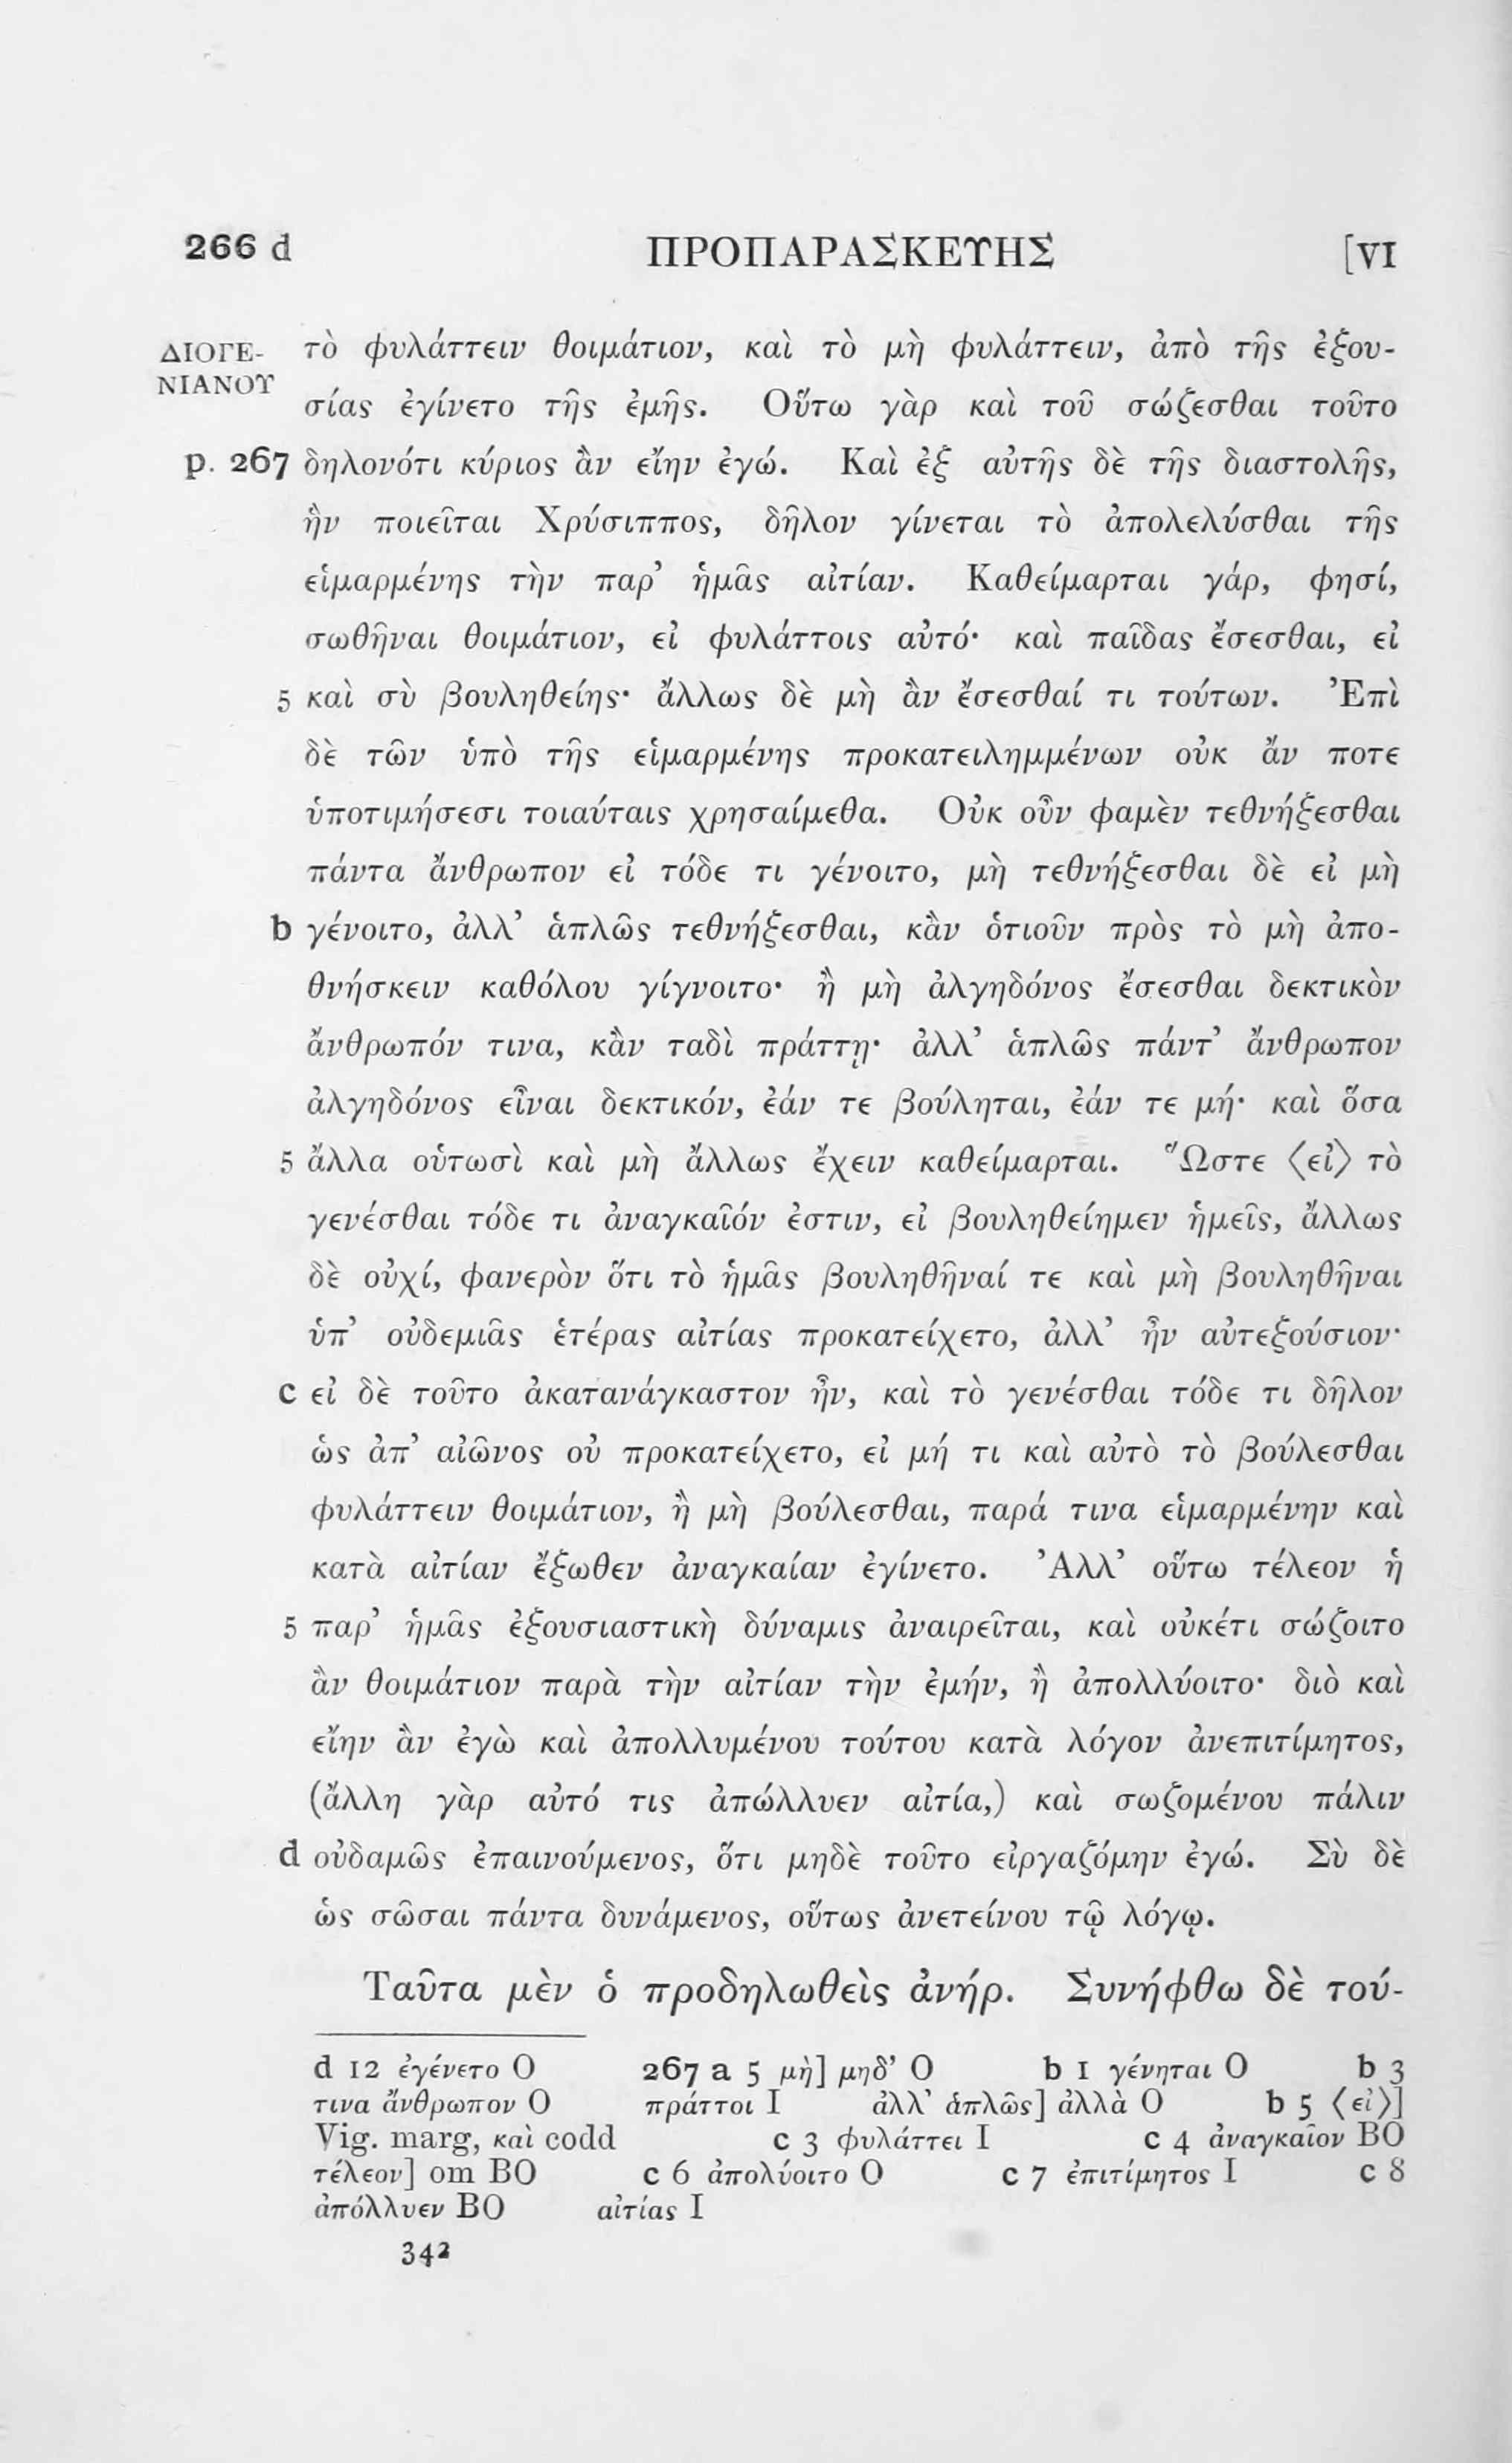 266 d ΠΡΟΠΑΡΑΣΚΕΥΗΣ [VI
ΔΙΟΓΕ- τὸ φυλάττειν θοιμάτιον, καὶ τὸ μὴ φυλάττειν, ἀπὸ τῆς ἐξου-
ΝΙΑΝΟΥ
σίας ἐγίνετο τῆς ἐμῆς. Οὕτω γὰρ καὶ τοῦ σώζεσθαι τοῦτο
p. 267 δηλονότι κύριος ἂν εἴην ἐγώ. Καὶ ἐξ αὐτῆς δὲ τῆς διαστολῆς,
ἣν ποιεῖται Χρύσιππος, δῆλον γίνεται τὸ ἀπολελύσθαι τῆς
εἱμαρμένης τὴν παρ’ ἡμᾶς αἰτίαν. Καθείμαρται γάρ, φησί,
σωθῆναι θοιμάτιον, εἰ φυλάττοις αὐτό· καὶ παῖδας ἔσεσθαι, εἰ
5 καὶ σὺ βουληθείης· ἄλλως δὲ μὴ ἂν ἔσεσθαί τι τούτων. Ἐπὶ
δὲ τῶν ὑπὸ τῆς εἱμαρμένης προκατειλημμένων οὐκ ἄν ποτε
ὑποτιμήσεσι τοιαύταις χρησαίμεθα. Οὐκ οὖν φαμὲν τεθνήξεσθαι
πάντα ἄνθρωπον εἰ τόδε τι γένοιτο, μὴ τεθνήξεσθαι δὲ εἰ μὴ
b γένοιτο, ἀλλ’ ἁπλῶς τεθνήξεσθαι, κἂν ὁτιοῦν πρὸς τὸ μὴ ἀπο-
θνήσκειν καθόλου γίγνοιτο· ἢ μὴ ἀλγηδόνος ἔσεσθαι δεκτικὸν
ἄνθρωπόν τινα, κἂν ταδὶ πράττῃ· ἀλλ’ ἁπλῶς πάντ’ ἄνθρωπον
ἀλγηδόνος εἶναι δεκτικόν, ἐάν τε βούληται, ἐάν τε μή· καὶ ὅσα
5 ἄλλα οὑτωσὶ καὶ μὴ ἄλλως ἔχειν καθείμαρται. Ὥστε ⟨εἰ⟩ τὸ
γενέσθαι τόδε τι ἀναγκαῖόν ἐστιν, εἰ βουληθείημεν ἡμεῖς, ἄλλως
δὲ οὐχί, φανερὸν ὅτι τὸ ἡμᾶς βουληθῆναί τε καὶ μὴ βουληθῆναι
ὑπ’ οὐδεμιᾶς ἑτέρας αἰτίας προκατείχετο, ἀλλ’ ἦν αὐτεξούσιον·
c εἰ δὲ τοῦτο ἀκατανάγκαστον ἦν, καὶ τὸ γενέσθαι τόδε τι δῆλον
ὡς ἀπ’ αἰῶνος οὐ προκατείχετο, εἰ μή τι καὶ αὐτὸ τὸ βούλεσθαι
φυλάττειν θοιμάτιον, ἢ μὴ βούλεσθαι, παρά τινα εἱμαρμένην καὶ
κατὰ αἰτίαν ἔξωθεν ἀναγκαίαν ἐγίνετο. Ἀλλ’ οὕτω τέλεον ἡ
5 παρ’ ἡμᾶς ἐξουσιαστικὴ δύναμις ἀναιρεῖται, καὶ οὐκέτι σώζοιτο
ἂν θοιμάτιον παρὰ τὴν αἰτίαν τὴν ἐμήν, ἢ ἀπολλύοιτο· διὸ καὶ
εἴην ἂν ἐγὼ καὶ ἀπολλυμένου τούτου κατὰ λόγον ἀνεπιτίμητος,
(ἄλλη γὰρ αὐτό τις ἀπώλλυεν αἰτία,) καὶ σωζομένου πάλιν
d οὐδαμῶς ἐπαινούμενος, ὅτι μηδὲ τοῦτο εἰργαζόμην ἐγώ. Σὺ δὲ
ὡς σῶσαι πάντα δυνάμενος, οὕτως ἀνετείνου τῷ λόγῳ.
Ταῦτα μὲν ὁ προδηλωθεὶς ἀνήρ. Συνήφθω δὲ τού-
d 12 ἐγένετο O 267 a 5 μὴ] μηδ’ O b 1 γένηται O b 3
τινα ἄνθρωπον O πράττοι I ἀλλ’ ἁπλῶς] ἀλλὰ O b 5 ⟨εἰ⟩]
Vig. marg, καὶ codd c 3 φυλάττει I c 4 ἀναγκαῖον BO
τέλεον] om BO c 6 ἀπολύοιτο O c 7 ἐπιτίμητος I c 8
ἀπόλλυεν BO αἰτίας I
342